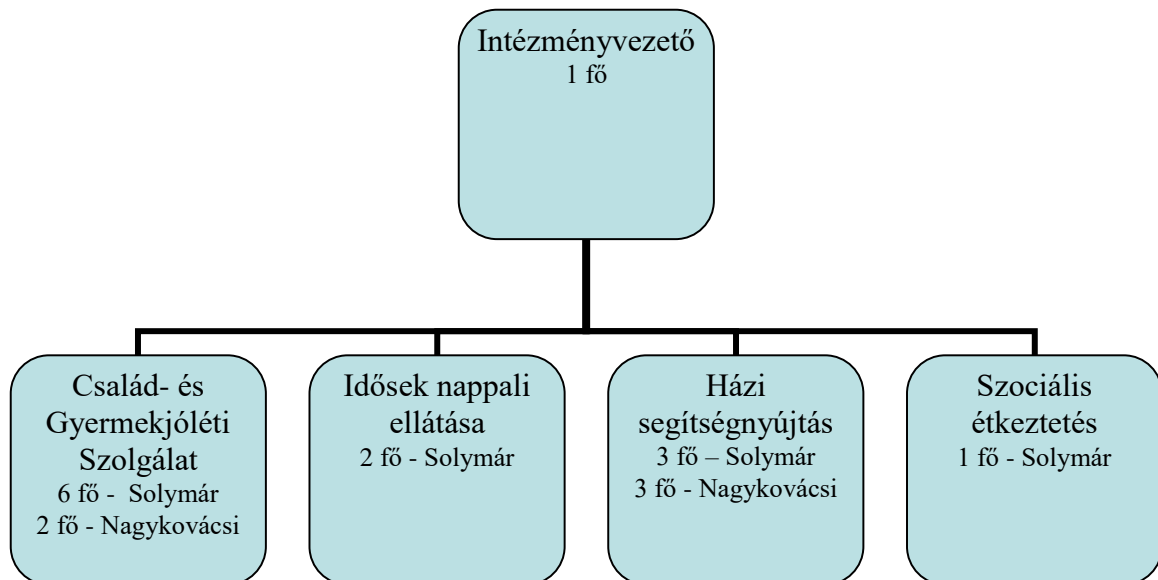 Intézményvezető
1 fő
Család- és
Gyermekjóléti
Szolgálat
6 fő -  Solymár
2 fő - Nagykovácsi
Idősek nappali
ellátása
2 fő - Solymár
Házi
segítségnyújtás
3 fő – Solymár
3 fő - Nagykovácsi
Szociális
étkeztetés
1 fő - Solymár